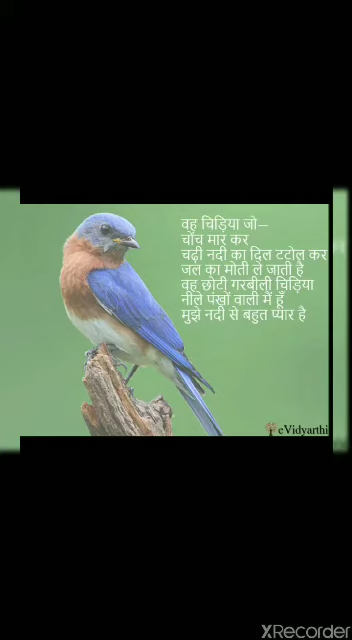 वह चिड़िया जो–
चोंच मार कर
चढ़ी नदी का दिल टटोल कर
जल का मोती ले जाती है
वह छोटी गरबीली चिड़िया
नीले पंखों वाली मैं हूँ
मुझे नदी से बहुत प्यार है
eVidyarthi
XRecorder